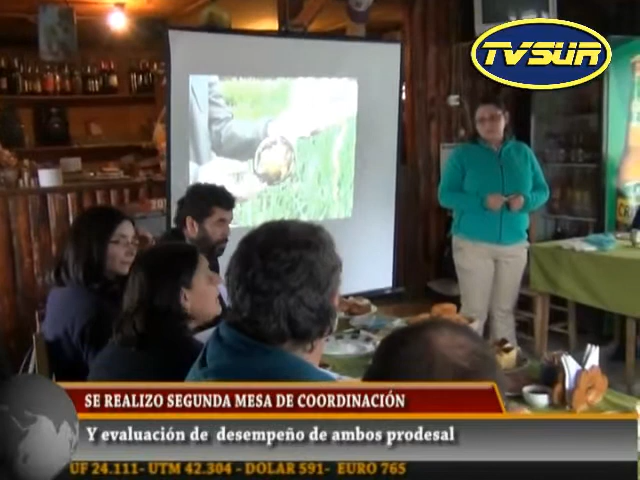 TVSUR
SE REALIZO SEGUNDA MESA DE COORDINACIÓN
Y evaluación de desempeño de ambos prodesal
UF 24.111- UTM 42.304 - DOLAR 591- EURO 765